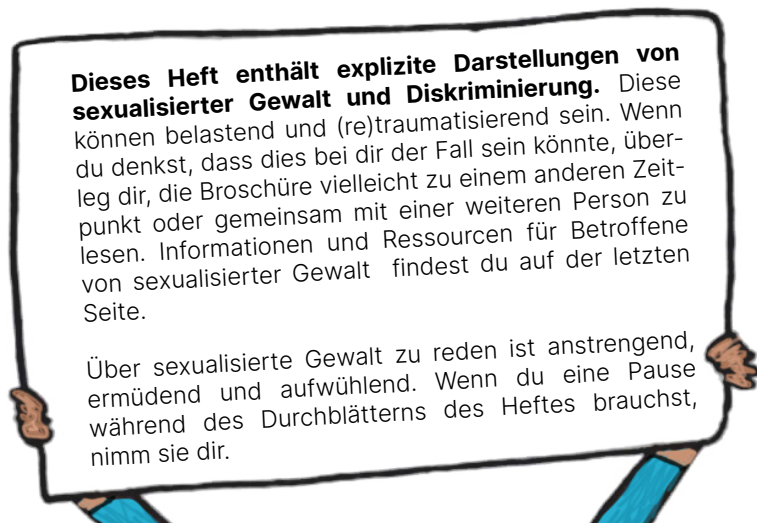 Dieses Heft enthält explizite Darstellungen von
sexualisierter Gewalt und Diskriminierung. Diese
können belastend und (re)traumatisierend sein. Wenn
du denkst, dass dies bei dir der Fall sein könnte, über-
leg dir, die Broschüre vielleicht zu einem anderen Zeit-
punkt oder gemeinsam mit einer weiteren Person zu
lesen. Informationen und Ressourcen für Betroffene
von sexualisierter Gewalt findest du auf der letzten
Seite.

Über sexualisierte Gewalt zu reden ist anstrengend,
ermüdend und aufwühlend. Wenn du eine Pause
während des Durchblätterns des Heftes brauchst,
nimm sie dir.